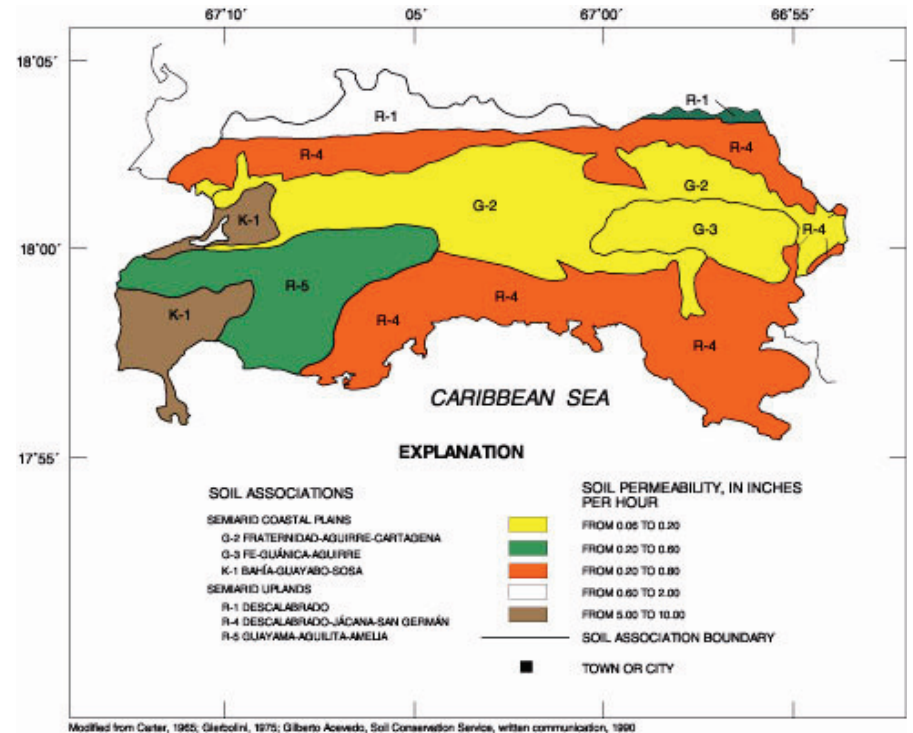 67°10' 05' 67°00' 66°55'
18°05'
R-1
R-1
R-4
R-4
G-2
K-1
G-2
R-4
G-3
18°00'
R-5
K-1
R-4
R-4
R-4
CARIBBEAN SEA
17°55'
EXPLANATION
SOIL ASSOCIATIONS
SEMIARID COASTAL PLAINS
G-2 FRATERNIDAD-AGUIRRE-CARTAGENA
G-3 FE-GUÁNICA-AGUIRRE
K-1 BAHÍA-GUAYABO-SOSA
SEMIARID UPLANDS
R-1 DESCALABRADO
R-4 DESCALABRADO-JÁCANA-SAN GERMÁN
R-5 GUAYAMA-AGUILITA-AMELIA
SOIL PERMEABILITY, IN INCHES
PER HOUR
FROM 0.06 TO 0.20
FROM 0.20 TO 0.60
FROM 0.20 TO 0.80
FROM 0.60 TO 2.00
FROM 5.00 TO 10.00
SOIL ASSOCIATION BOUNDARY
TOWN OR CITY
Modified from Carter, 1965; Gierbolini, 1975; Gilberto Acevedo, Soil Conservation Service, written communication, 1990